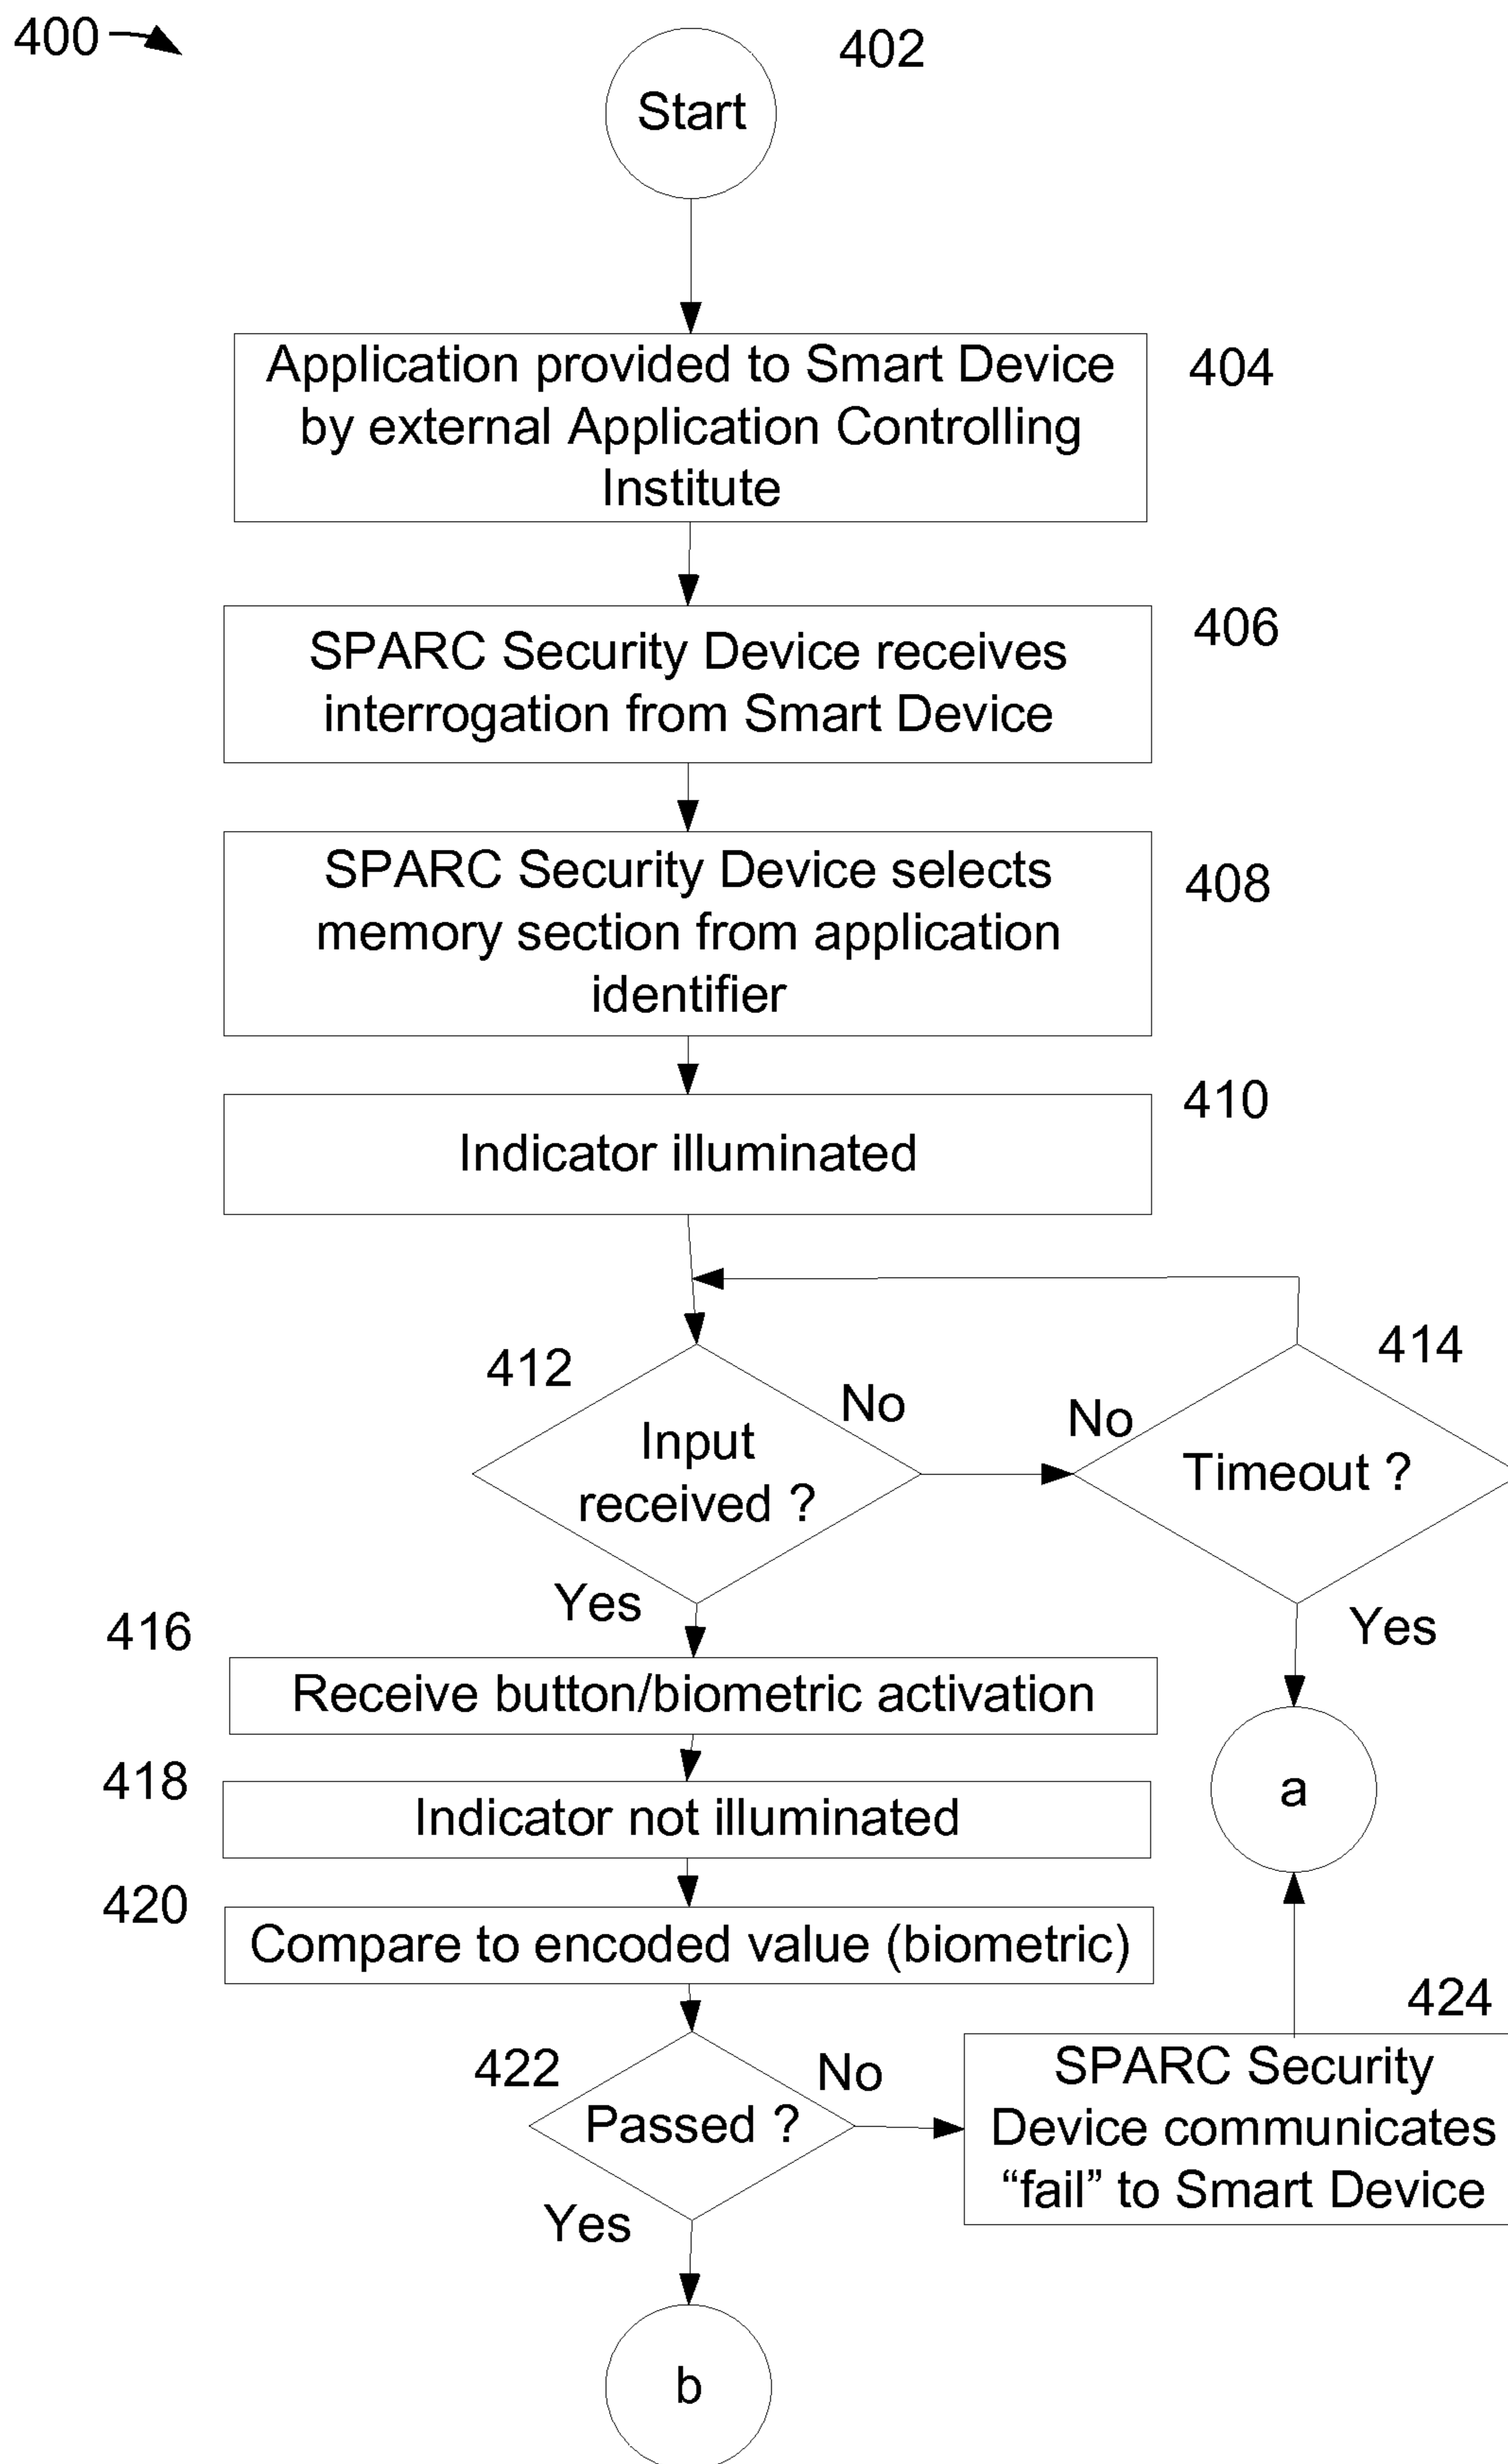 400
402
Start
Application provided to Smart Device
by external Application Controlling
Institute
404
SPARC Security Device receives
interrogation from Smart Device
406
SPARC Security Device selects
memory section from application
identifier
408
410
Indicator illuminated
412
414
No
No
Input
received ?
Timeout ?
Yes
Yes
416
Receive button/biometric activation
418
Indicator not illuminated
a
420
Compare to encoded value (biometric)
424
422
No
Passed ?
SPARC Security
Device communicates
“fail” to Smart Device
Yes
b